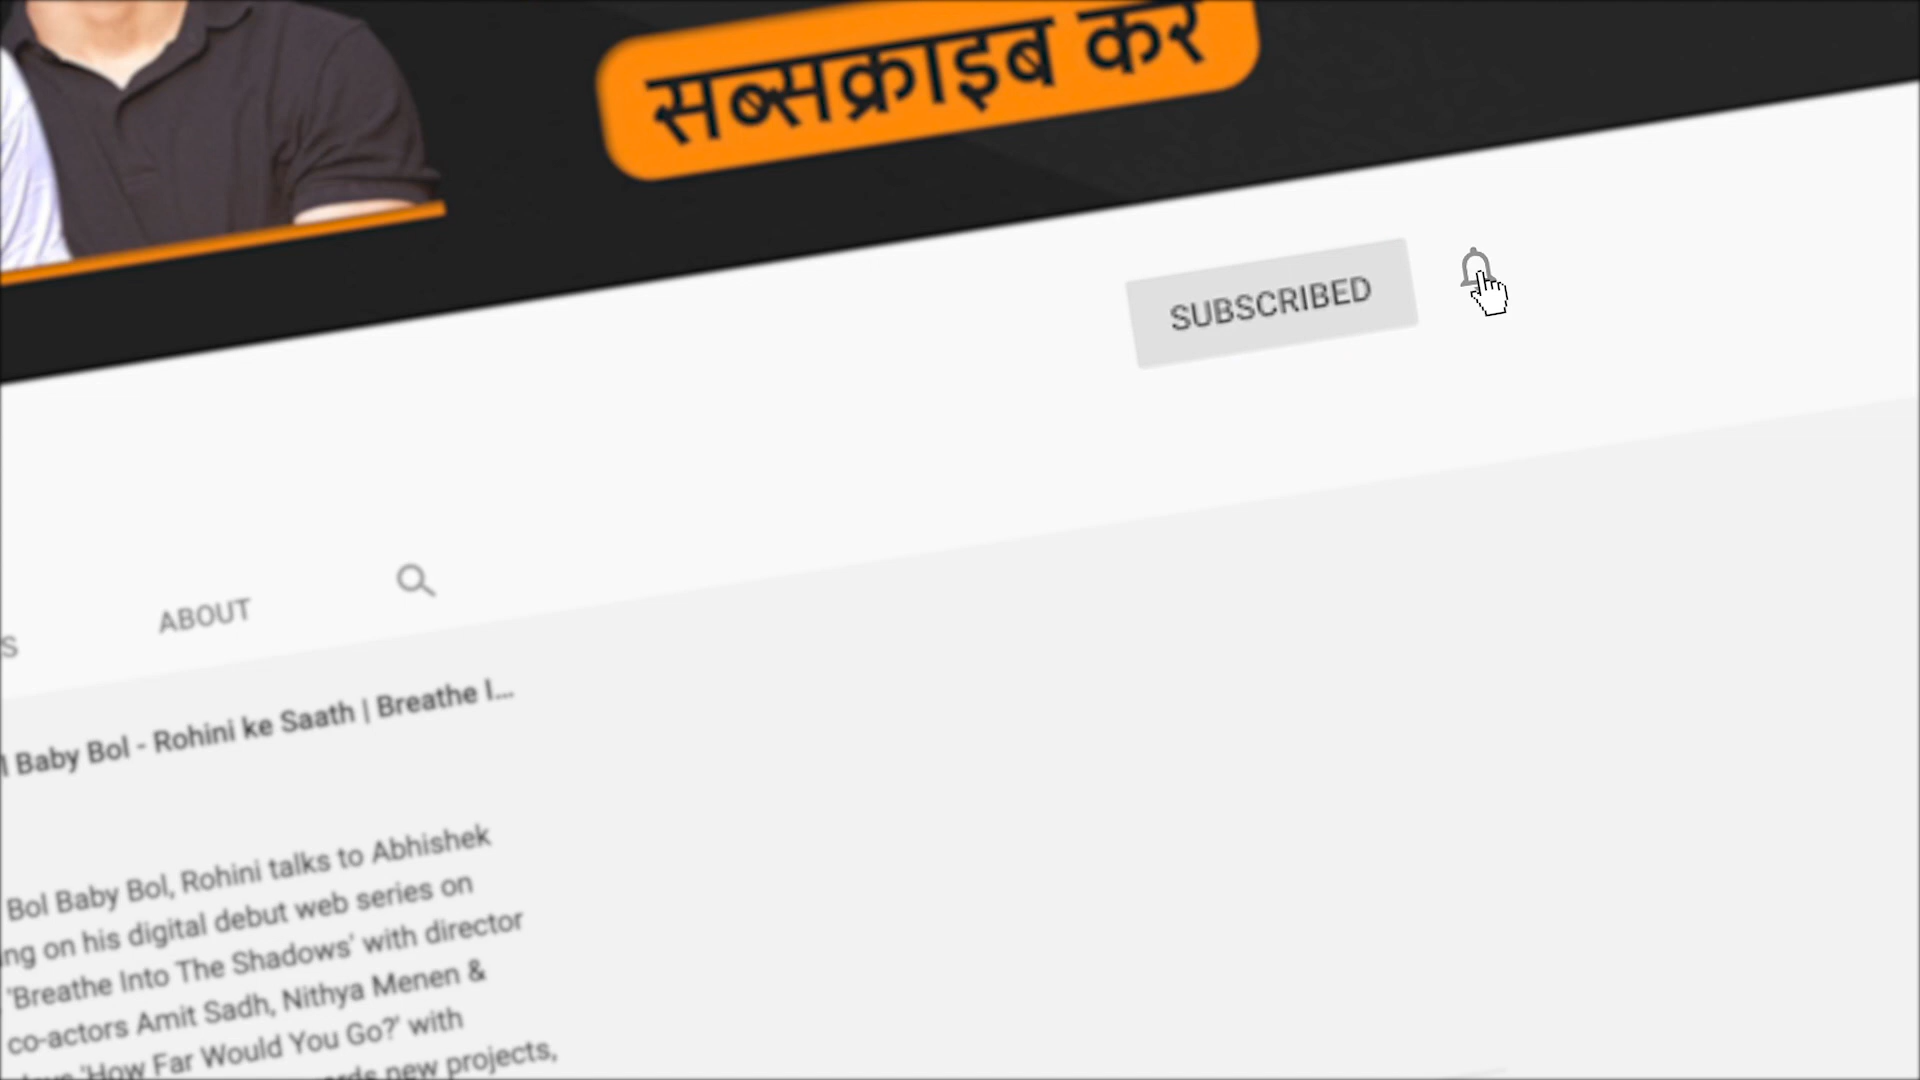 सब्सक्राइब करें
SUBSCRIBED
S
ABOUT
Baby Bol - Rohini ke Saath | Breathe I...
Bol Baby Bol, Rohini talks to Abhishek
ng on his digital debut web series on
'Breathe Into The Shadows' with director
co-actors Amit Sadh, Nithya Menen &
'How Far Would You Go?' with
new projects,